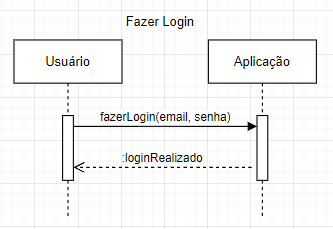 Fazer Login
Usuário
Aplicação
fazerLogin(email, senha)
:loginRealizado